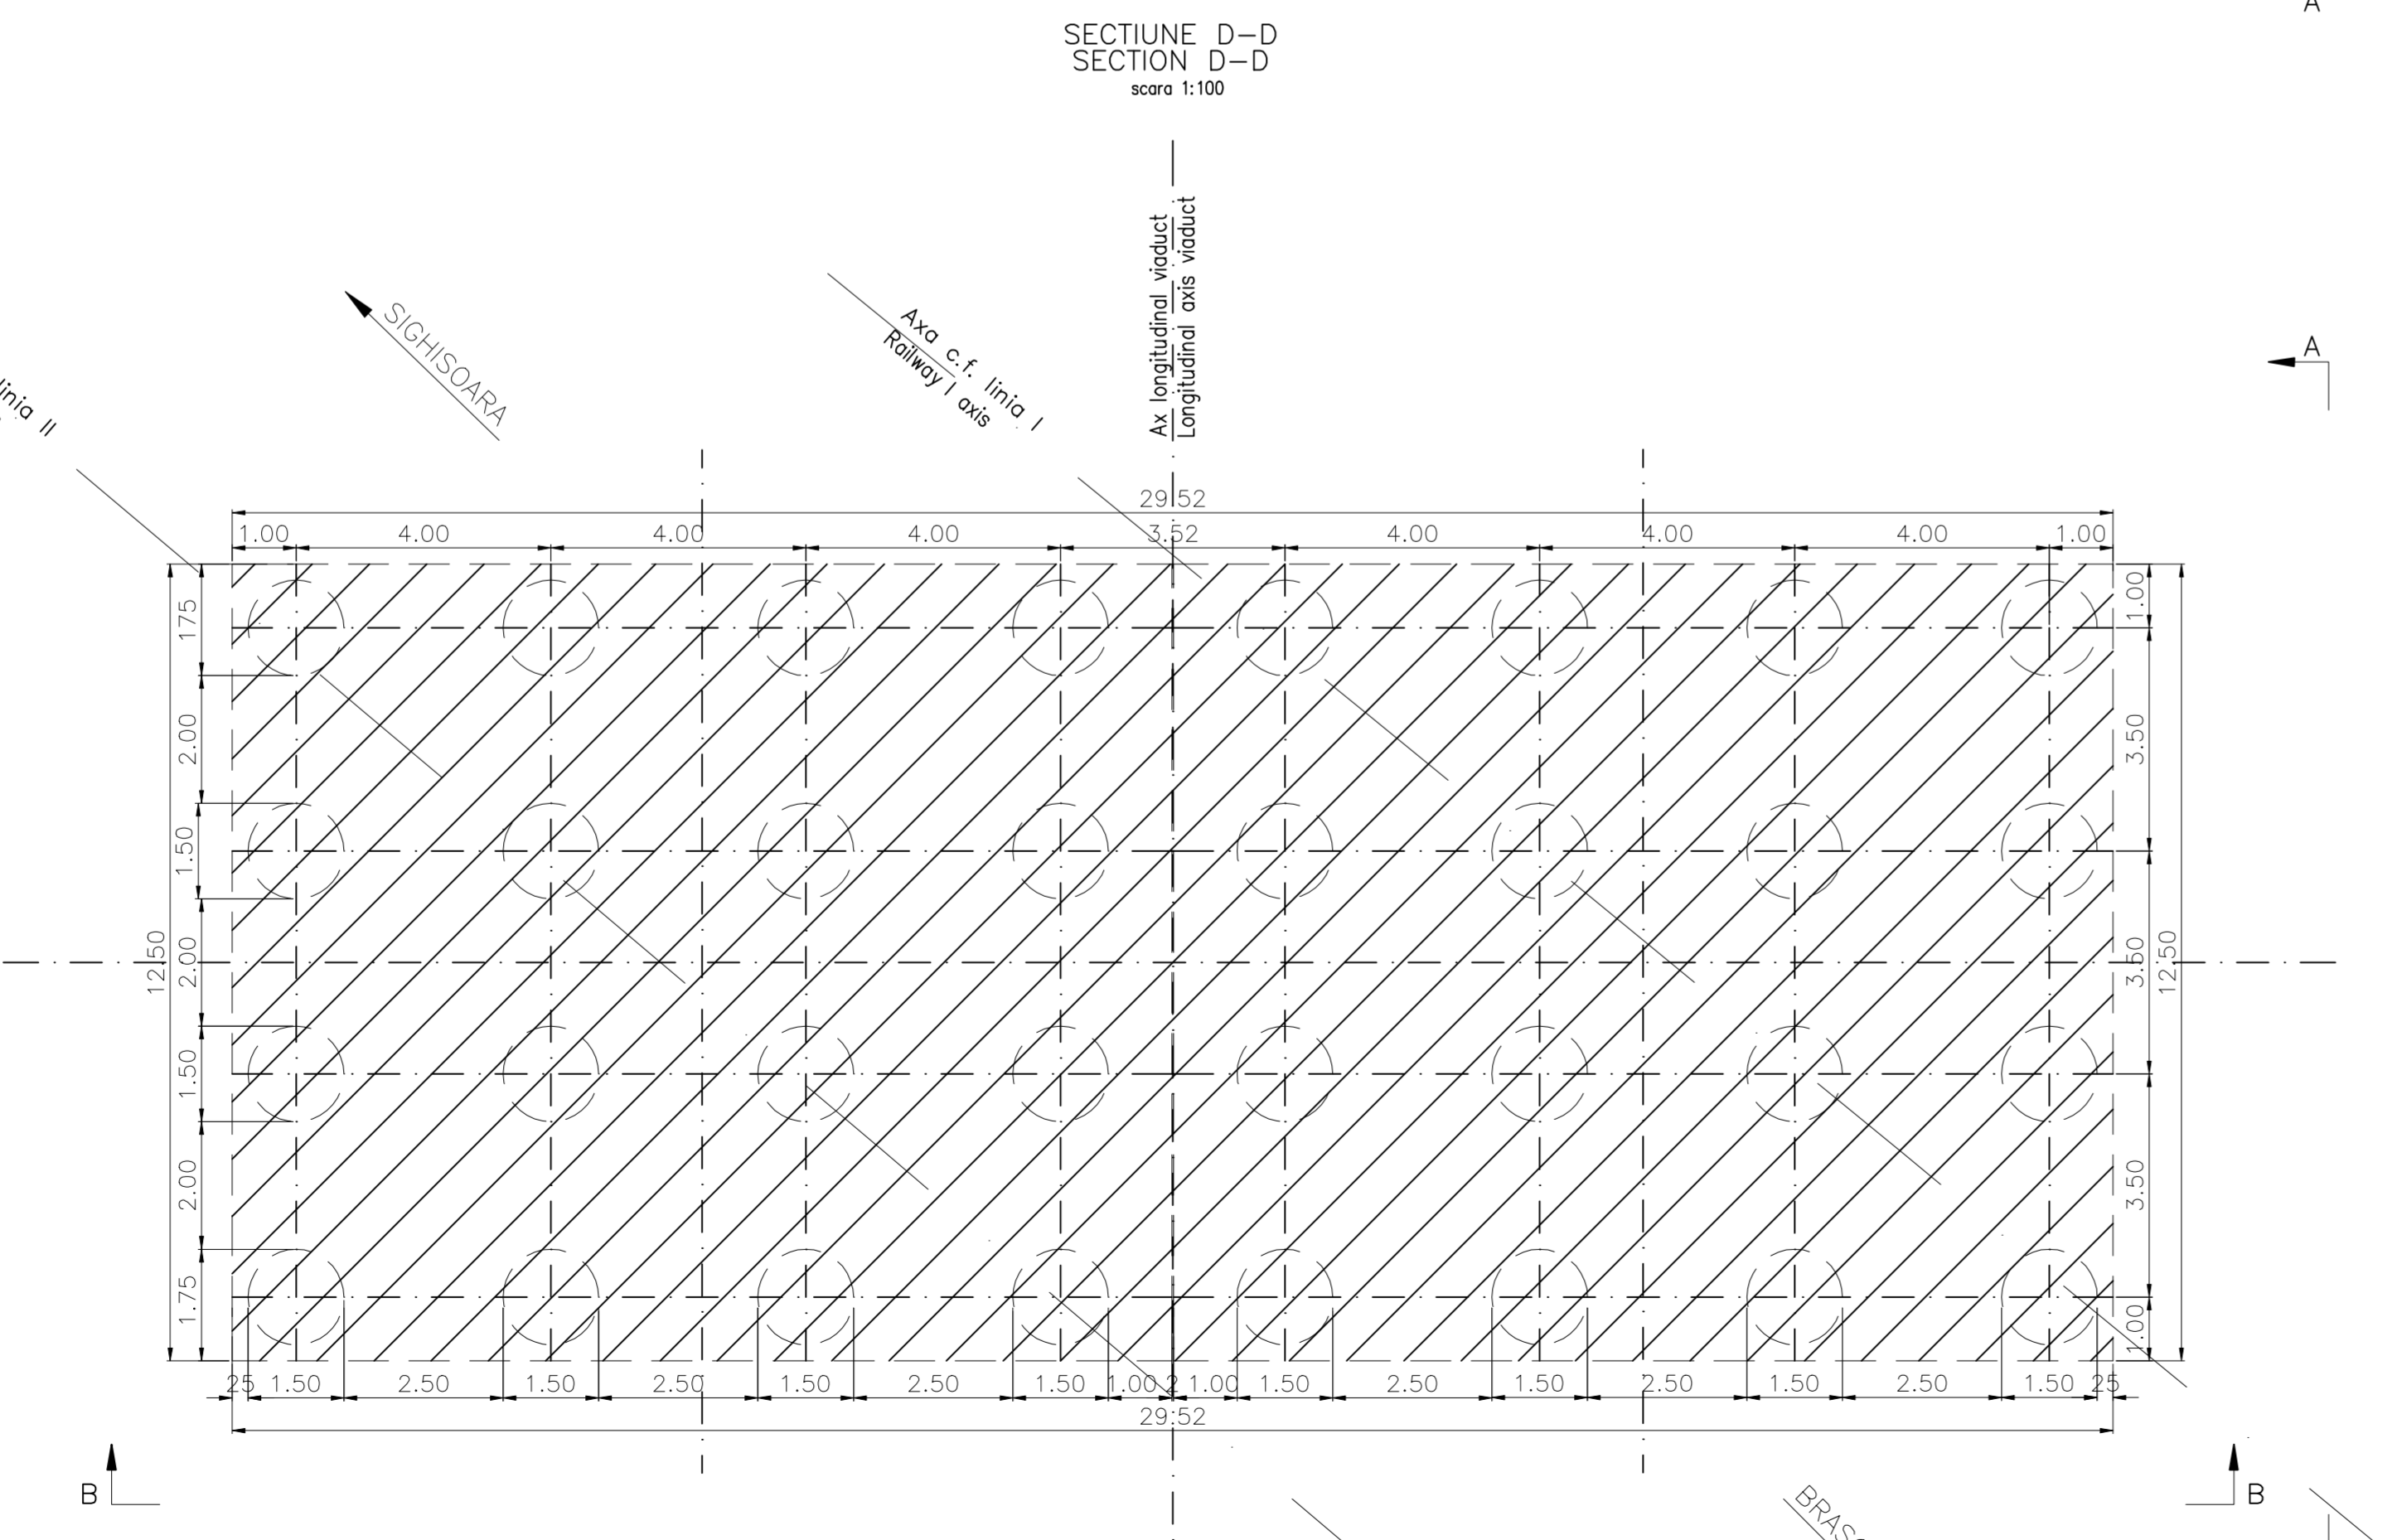 A
SECTIUNE D-D
SECTION D-D
scara 1:100
Ax longitudinal viaduct
Longitudinal axis viaduct
SIGHISOARA
Axa c.f. linia I
Railway I axis
A
linia II
29.52
1.00 4.00 4.00 4.00 3.52 4.00 4.00 4.00 1.00
1.75
2.00
1.50
2.00
1.50
2.00
1.75
12.50
1.00
3.50
3.50
3.50
1.00
12.50
25 1.50 2.50 1.50 2.50 1.50 2.50 1.50 1.00 2 1.00 1.50 2.50 1.50 2.50 1.50 2.50 1.50 25
29.52
B
B